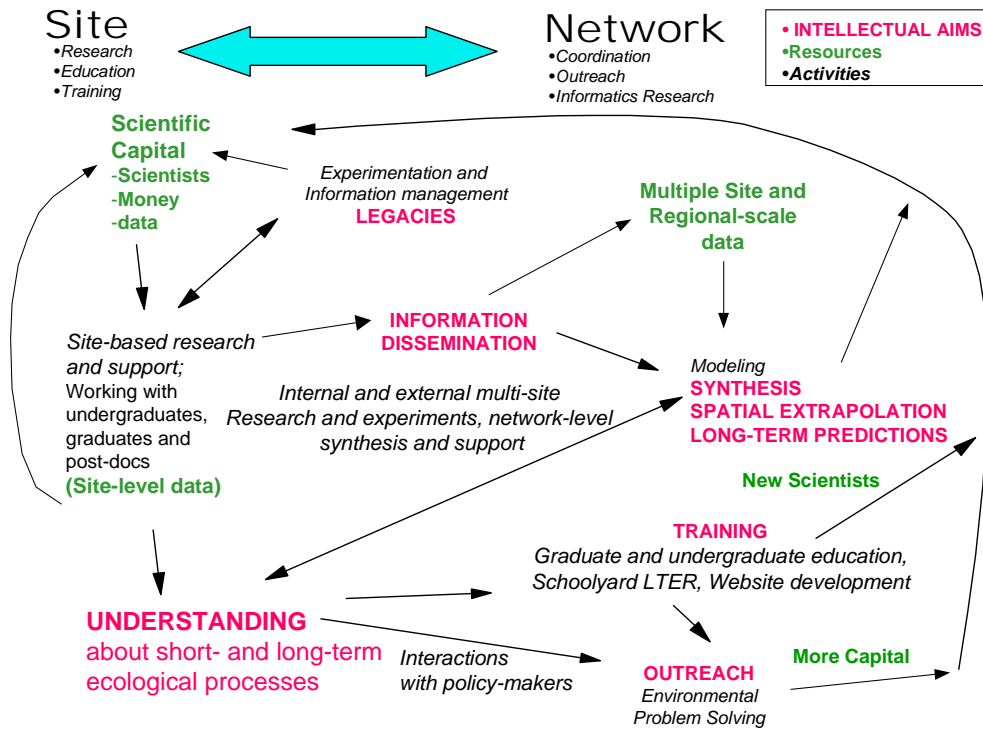 Site
•Research
•Education
•Training
Network
•Coordination
•Outreach
•Informatics Research
• INTELLECTUAL AIMS
•Resources
•Activities
Scientific
Capital
-Scientists
-Money
-data
Experimentation and
Information management
LEGACIES
Multiple Site and
Regional-scale
data
Site-based research
and support;
Working with
undergraduates,
graduates and
post-docs
(Site-level data)
INFORMATION
DISSEMINATION
Internal and external multi-site
Research and experiments, network-level
synthesis and support
Modeling
SYNTHESIS
SPATIAL EXTRAPOLATION
LONG-TERM PREDICTIONS
New Scientists
TRAINING
Graduate and undergraduate education,
Schoolyard LTER, Website development
UNDERSTANDING
about short- and long-term
ecological processes
Interactions
with policy-makers
OUTREACH
Environmental
Problem Solving
More Capital